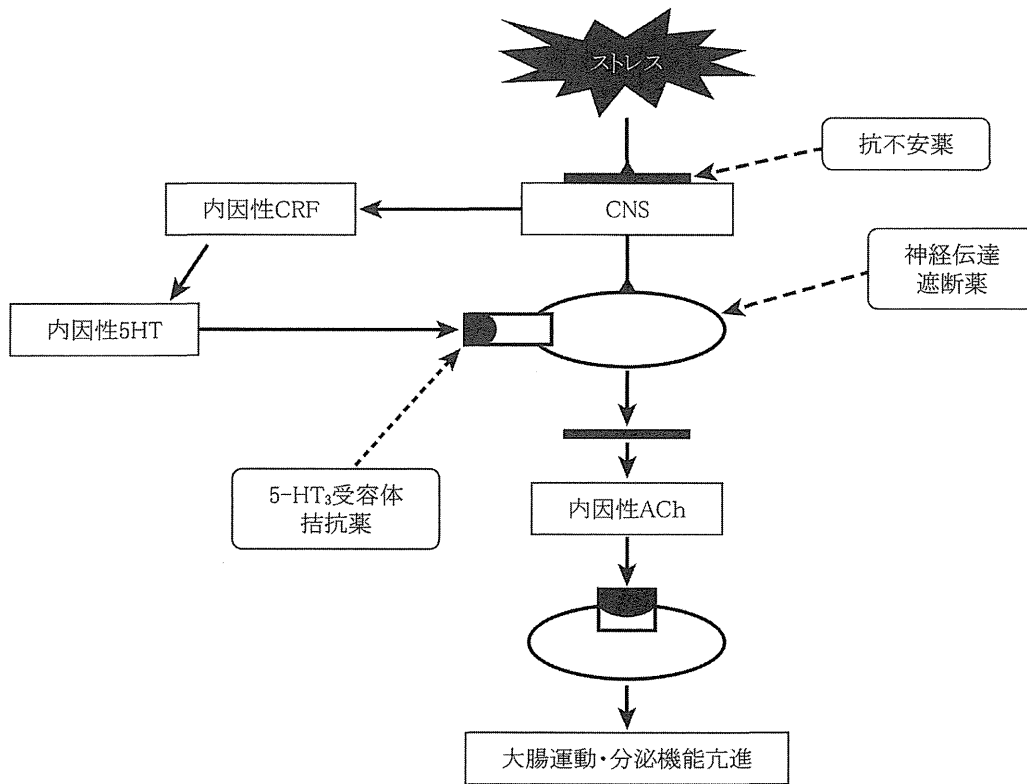 ストレス
抗不安薬
内因性CRF
CNS
神経伝達
遮断薬
内因性5HT
5-HT₃受容体
拮抗薬
内因性ACh
大腸運動・分泌機能亢進